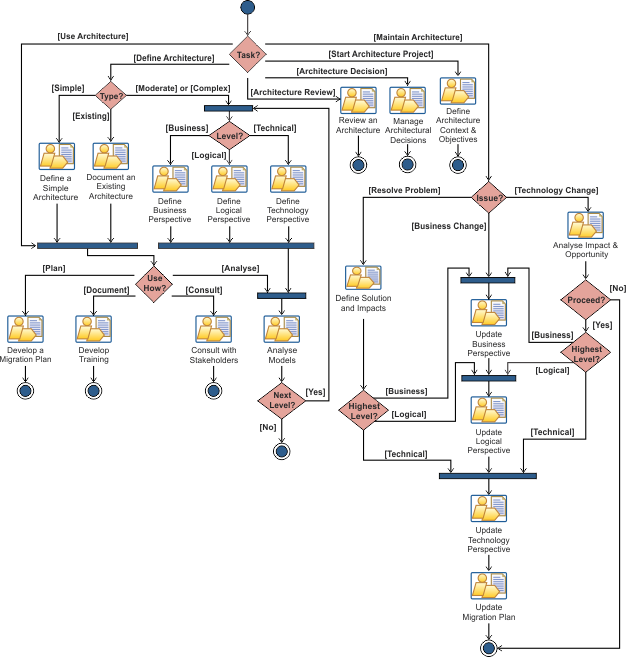 [Use Architecture]
[Maintain Architecture]
Task?
[Define Architecture]
[Start Architecture Project]
[Architecture Decision]
[Simple]
Type?
[Moderate] or [Complex]
[Architecture Review]
[Existing]
Review an
Architecture
Manage
Architectural
Decisions
Define
Architecture
Context &
Objectives
[Business]
Level?
[Technical]
[Logical]
Define a
Simple
Architecture
Document an
Existing
Architecture
Define
Business
Perspective
Define
Logical
Perspective
Define
Technology
Perspective
[Resolve Problem]
Issue?
[Technology Change]
[Business Change]
Analyse Impact &
Opportunity
[Plan]
Use
How?
[Analyse]
[Document]
[Consult]
Define Solution
and Impacts
Proceed?
[No]
[Yes]
Develop a
Migration Plan
Develop
Training
Consult with
Stakeholders
Analyse
Models
Update
Business
Perspective
[Business]
Highest
Level?
[Logical]
Next
Level?
[Yes]
[No]
Highest
Level?
[Business]
[Logical]
[Technical]
Update
Logical
Perspective
[Technical]
Update
Technology
Perspective
Update
Migration Plan